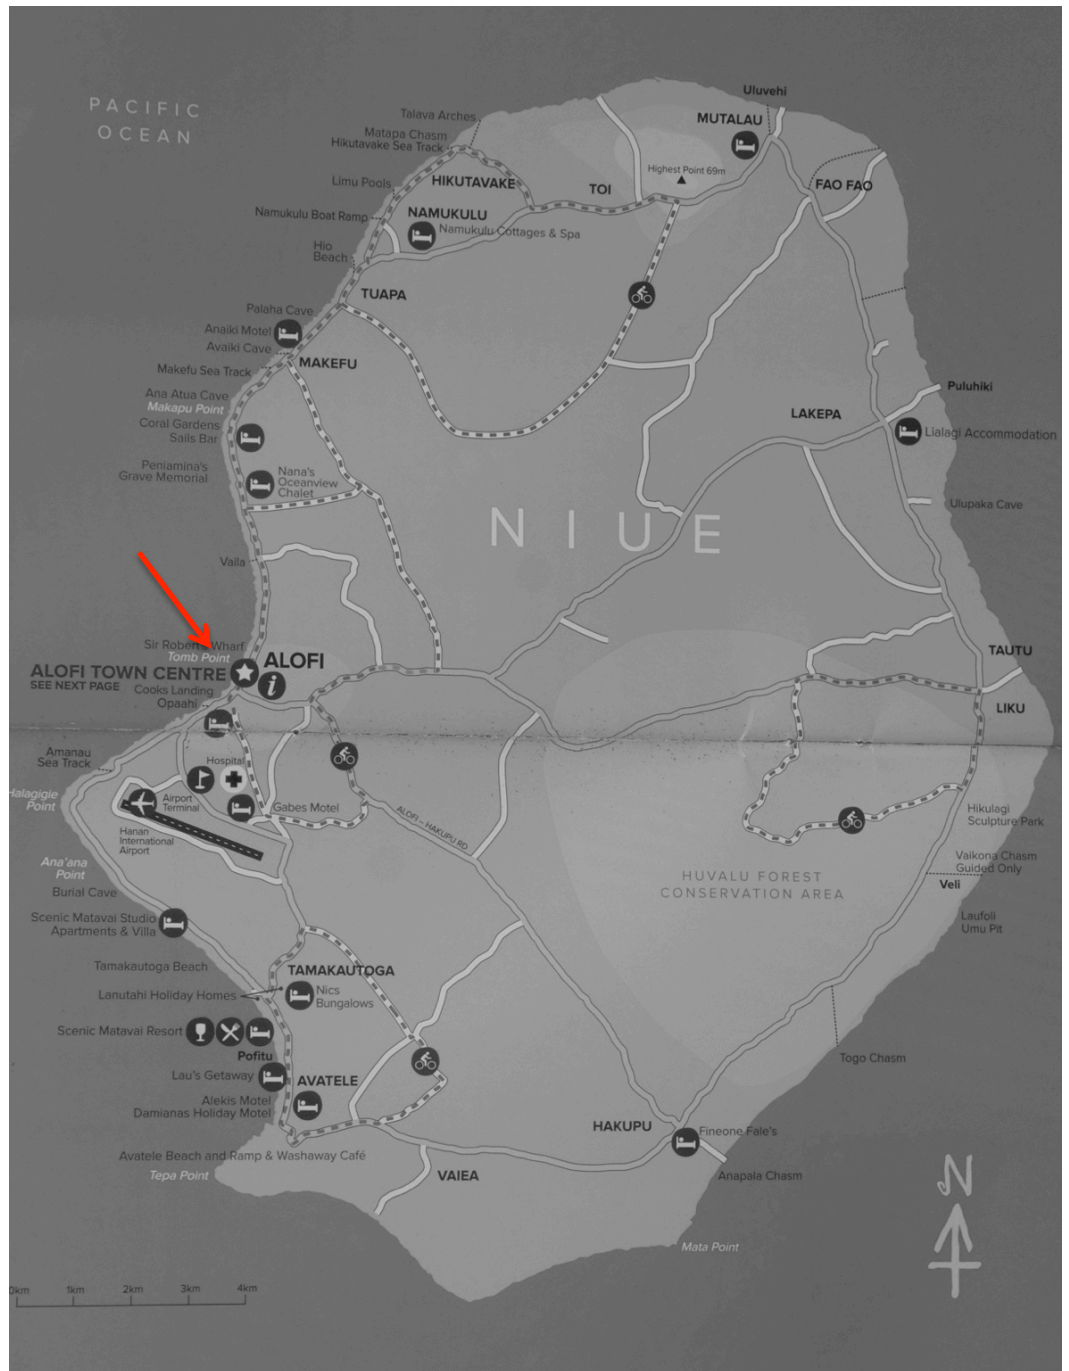 PACIFIC
OCEAN
Uluvehi
Talava Arches
MUTALAU
Matapa Chasm
Hikutavake Sea Track
Highest Point 69m
Limu Pools
HIKUTAVAKE
TOI
FAO FAO
Namukulu Boat Ramp
NAMUKULU
Namukulu Cottages & Spa
Hio
Beach
TUAPA
Palaha Cave
Anaiki Motel
Avaiki Cave
MAKEFU
Makefu Sea Track
Ana Atua Cave
Makapu Point
Puluhiki
LAKEPA
Coral Gardens
Sails Bar
Lialagi Accommodation
Peniamina's
Grave Memorial
Nana's
Oceanview
Chalet
Ulupaka Cave
NIUE
Vaila
Sir Robert's Wharf
Tomb Point
ALOFI
ALOFI TOWN CENTRE
SEE NEXT PAGE
i
Cooks Landing
Opaahi
TAUTU
LIKU
Amanau
Sea Track
Hospital
Halagigie
Point
Airport
Terminal
Gabes Motel
Hanan
International
Airport
ALOFI – HAKUPU RD
Hikulagi
Sculpture Park
Ana'ana
Point
Vaikona Chasm
Guided Only
Burial Cave
HUVALU FOREST
CONSERVATION AREA
Veli
Scenic Matavai Studio
Apartments & Villa
Laufoli
Umu Pit
Tamakautoga Beach
TAMAKAUTOGA
Lanutahi Holiday Homes
Nics
Bungalows
Scenic Matavai Resort
Pofitu
Togo Chasm
Lau's Getaway
AVATELE
Alekis Motel
Damianas Holiday Motel
HAKUPU
Fineone Fale's
Avatele Beach and Ramp & Washaway Café
Tepa Point
VAIEA
Anapala Chasm
N
Mata Point
0km 1km 2km 3km 4km